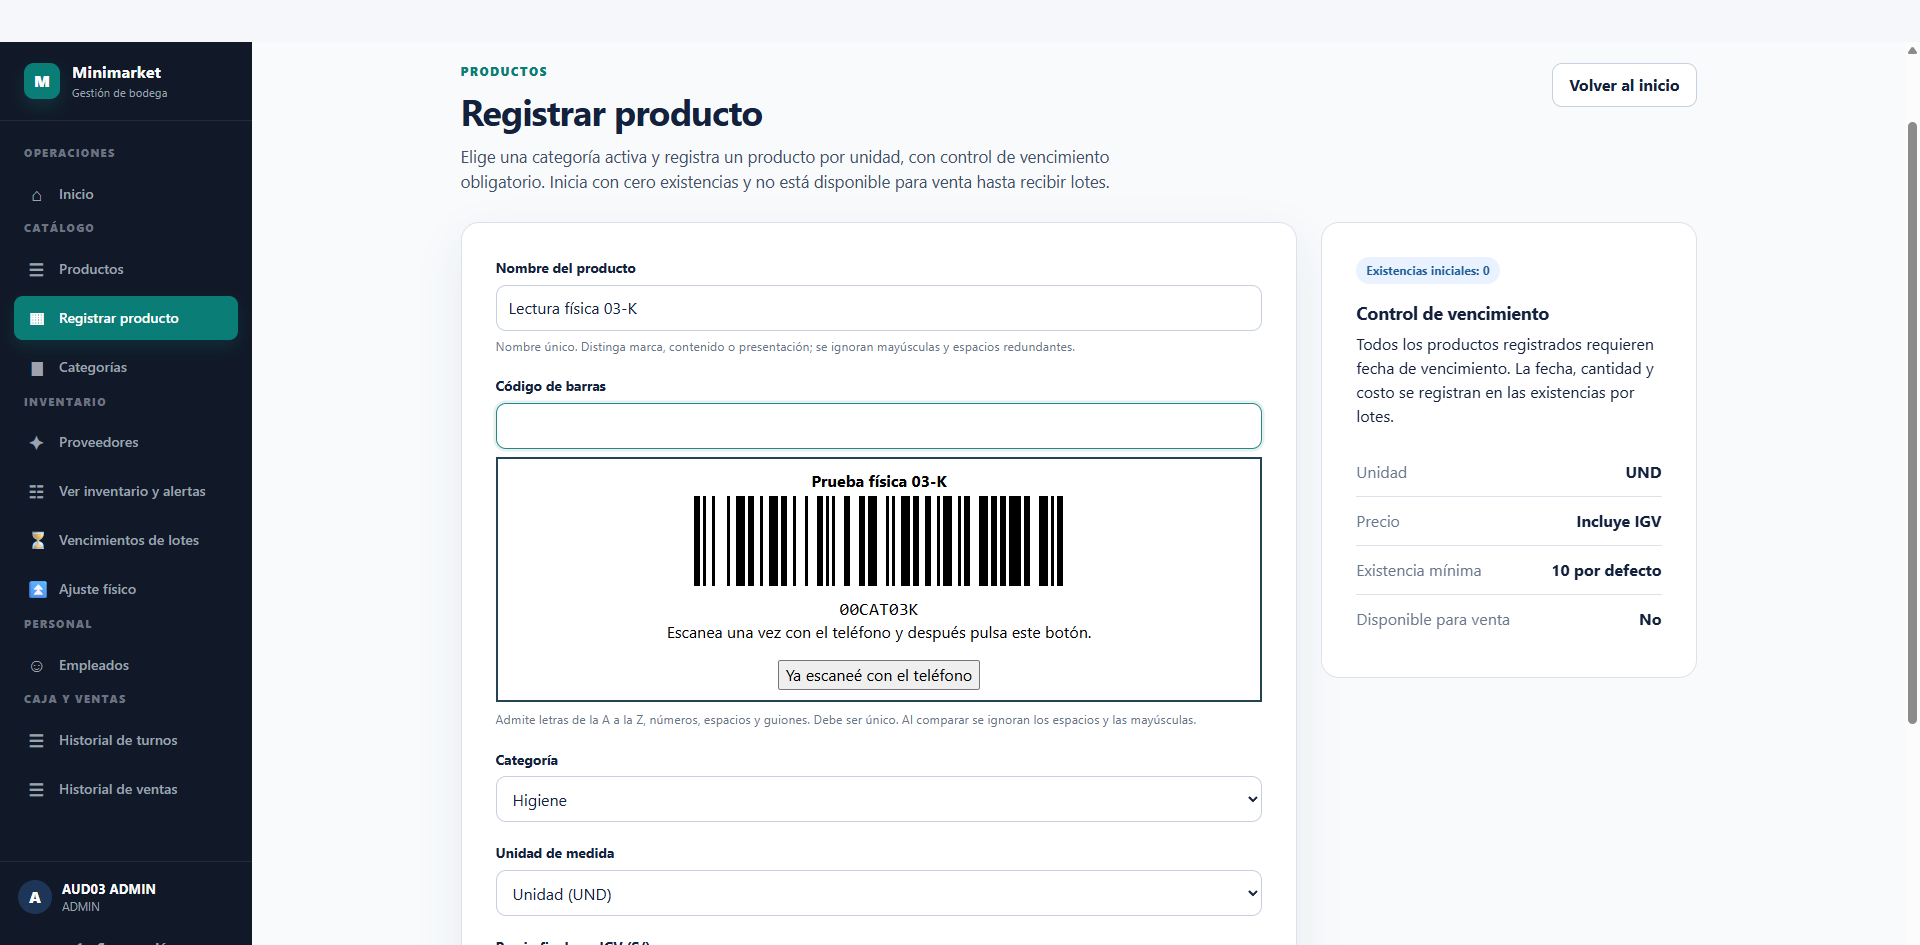 M
Minimarket
Gestión de bodega
OPERACIONES
Inicio
CATÁLOGO
Productos
Registrar producto
Categorías
INVENTARIO
Proveedores
Ver inventario y alertas
Vencimientos de lotes
Ajuste físico
PERSONAL
Empleados
CAJA Y VENTAS
Historial de turnos
Historial de ventas
A
AUD03 ADMIN
ADMIN
PRODUCTOS
Registrar producto
Elige una categoría activa y registra un producto por unidad, con control de vencimiento
obligatorio. Inicia con cero existencias y no está disponible para venta hasta recibir lotes.
Volver al inicio
Nombre del producto
Lectura física 03-K
Nombre único. Distinga marca, contenido o presentación; se ignoran mayúsculas y espacios redundantes.
Código de barras
Prueba física 03-K
00CAT03K
Escanea una vez con el teléfono y después pulsa este botón.
Ya escaneé con el teléfono
Admite letras de la A a la Z, números, espacios y guiones. Debe ser único. Al comparar se ignoran los espacios y las mayúsculas.
Categoría
Higiene
Unidad de medida
Unidad (UND)
Existencias iniciales: 0
Control de vencimiento
Todos los productos registrados requieren
fecha de vencimiento. La fecha, cantidad y
costo se registran en las existencias por
lotes.
Unidad UND
Precio Incluye IGV
Existencia mínima 10 por defecto
Disponible para venta No